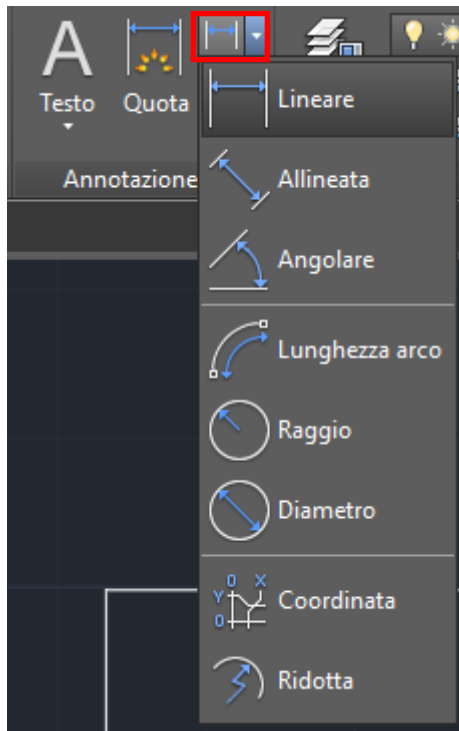 A
Testo
Quota
Annotazione
Lineare
Allineata
Angolare
Lunghezza arco
Raggio
Diametro
0 X
Y
0
Coordinata
Ridotta